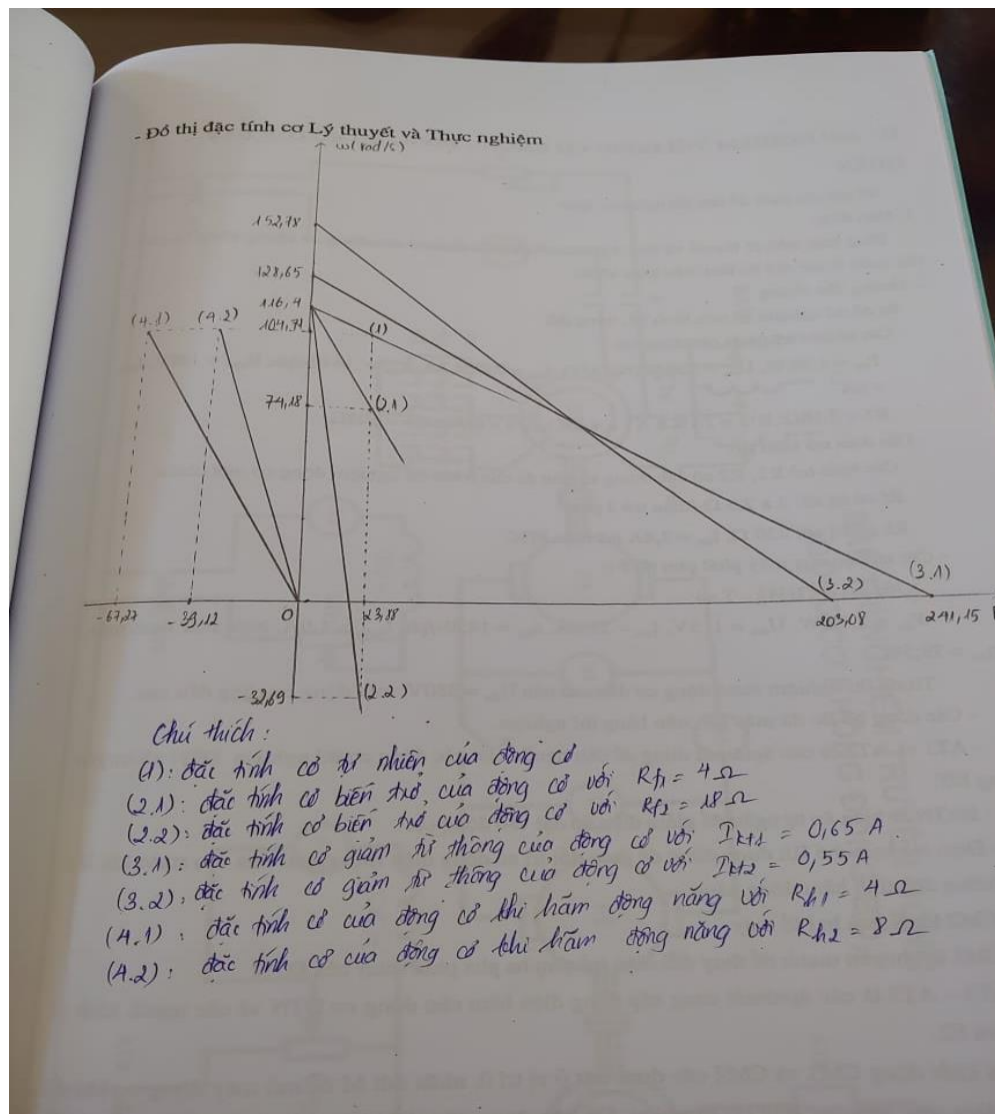 - Đồ thị đặc tính cơ Lý thuyết và Thực nghiệm
ω(rad/s)
152,78
128,65
116,4
(4.1) (4.2) 104,74 (1)
74,18 (2.1)
(3.2) (3.1)
-67,27 -39,12 0 23,88 203,08 241,15
-32,69 (2.2)
Chú thích :
(1): đặc tính cơ tự nhiên của động cơ
(2.1): đặc tính cơ biến trở của động cơ với Rf1 = 4 Ω
(2.2): đặc tính cơ biến trở của động cơ với Rf2 = 18 Ω
(3.1): đặc tính cơ giảm từ thông của động cơ với Ikt1 = 0,65 A.
(3.2): đặc tính cơ giảm từ thông của động cơ với Ikt2 = 0,55 A
(4.1) : đặc tính cơ của động cơ khi hãm động năng với Rh1 = 4 Ω
(4.2) : đặc tính cơ của động cơ khi hãm động năng với Rh2 = 8 Ω